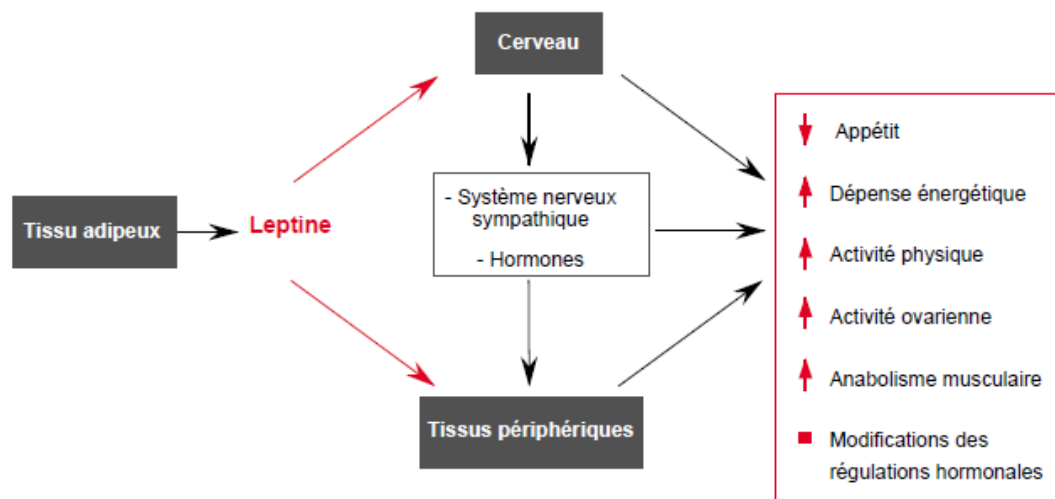 Cerveau
Tissu adipeux
Leptine
- Système nerveux
sympathique
- Hormones
Tissus périphériques
Appétit
Dépense énergétique
Activité physique
Activité ovarienne
Anabolisme musculaire
Modifications des
régulations hormonales